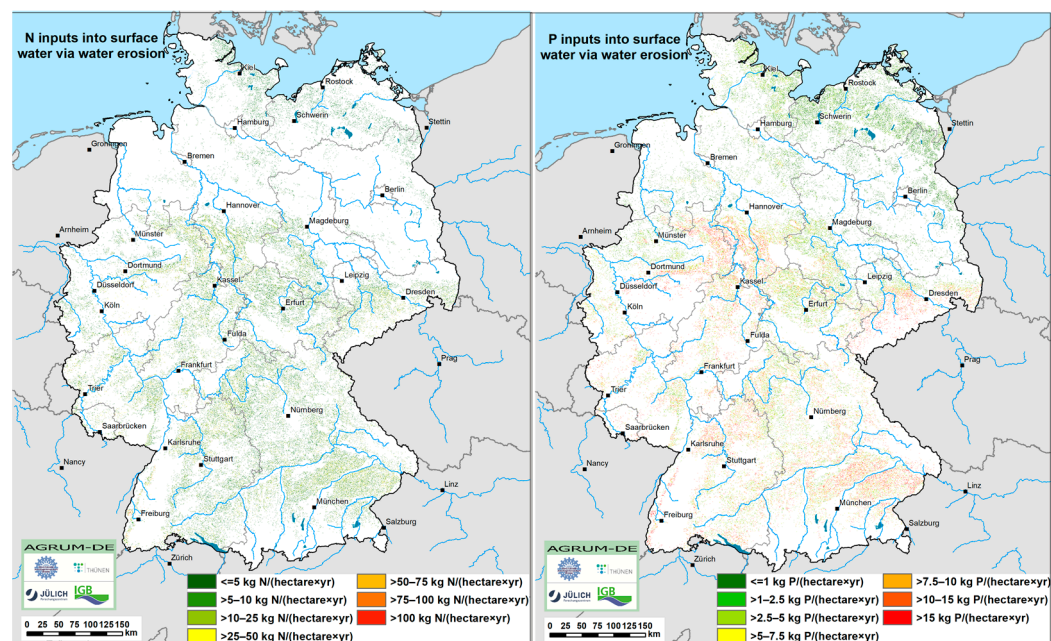 N inputs into surface
water via water erosion
Kiel
Rostock
Schwerin
Hamburg
Stettin
Groningen
Bremen
Berlin
Hannover
Arnheim
Magdeburg
Münster
Dortmund
Leipzig
Düsseldorf
Kassel
Dresden
Köln
Erfurt
Fulda
Prag
Frankfurt
Trier
Nürnberg
Saarbrücken
Karlsruhe
Nancy
Stuttgart
Linz
München
Freiburg
Salzburg
Zürich
AGRUM-DE
THÜNEN
JÜLICH
Forschungszentrum
IGB
<=5 kg N/(hectare×yr)
>5–10 kg N/(hectare×yr)
>10–25 kg N/(hectare×yr)
>25–50 kg N/(hectare×yr)
>50–75 kg N/(hectare×yr)
>75–100 kg N/(hectare×yr)
>100 kg N/(hectare×yr)
0 25 50 75 100 125 150 km
P inputs into surface
water via water erosion
Kiel
Rostock
Schwerin
Hamburg
Stettin
Groningen
Bremen
Berlin
Hannover
Arnheim
Magdeburg
Münster
Dortmund
Leipzig
Düsseldorf
Kassel
Dresden
Köln
Erfurt
Fulda
Prag
Frankfurt
Trier
Nürnberg
Saarbrücken
Karlsruhe
Nancy
Stuttgart
Linz
München
Freiburg
Salzburg
Zürich
AGRUM-DE
THÜNEN
JÜLICH
Forschungszentrum
IGB
<=1 kg P/(hectare×yr)
>1–2.5 kg P/(hectare×yr)
>2.5–5 kg P/(hectare×yr)
>5–7.5 kg P/(hectare×yr)
>7.5–10 kg P/(hectare×yr)
>10–15 kg P/(hectare×yr)
>15 kg P/(hectare×yr)
0 25 50 75 100 125 150 km